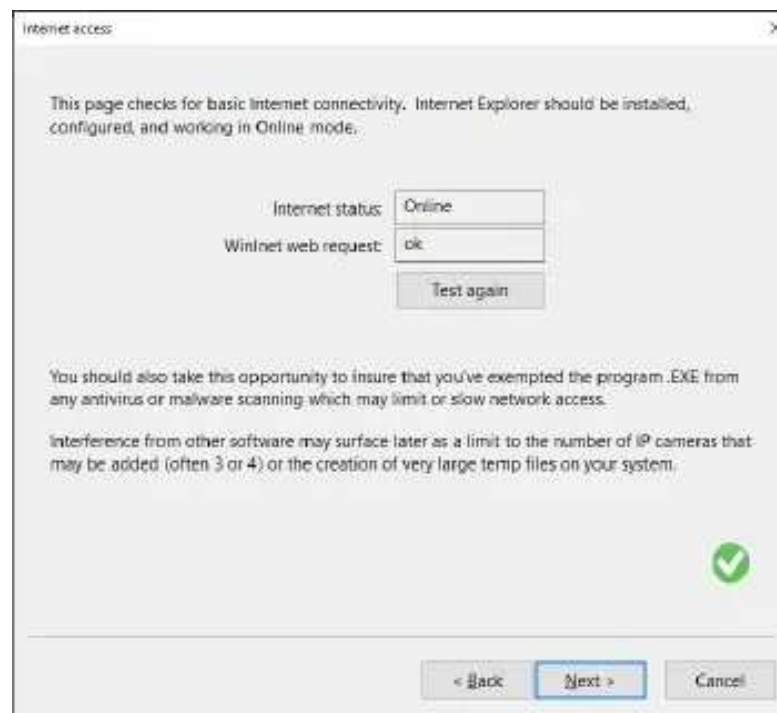 Internet access
This page checks for basic Internet connectivity. Internet Explorer should be installed,
configured, and working in Online mode.
Internet status: Online
WinInet web request: ok
Test again
You should also take this opportunity to insure that you've exempted the program .EXE from
any antivirus or malware scanning which may limit or slow network access.
Interference from other software may surface later as a limit to the number of IP cameras that
may be added (often 3 or 4) or the creation of very large temp files on your system.
< Back Next > Cancel